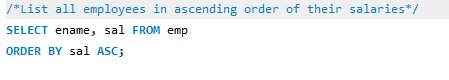 /*List all employees in ascending order of their salaries*/
SELECT ename, sal FROM emp
ORDER BY sal ASC;